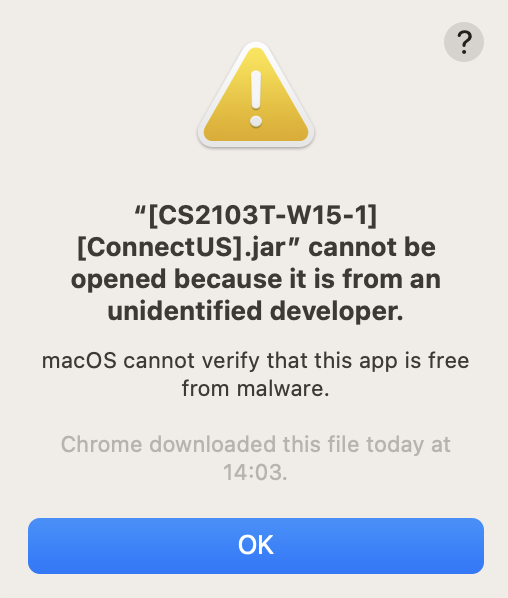 ?
“[CS2103T-W15-1]
[ConnectUS].jar” cannot be
opened because it is from an
unidentified developer.
macOS cannot verify that this app is free
from malware.
Chrome downloaded this file today at
14:03.
OK